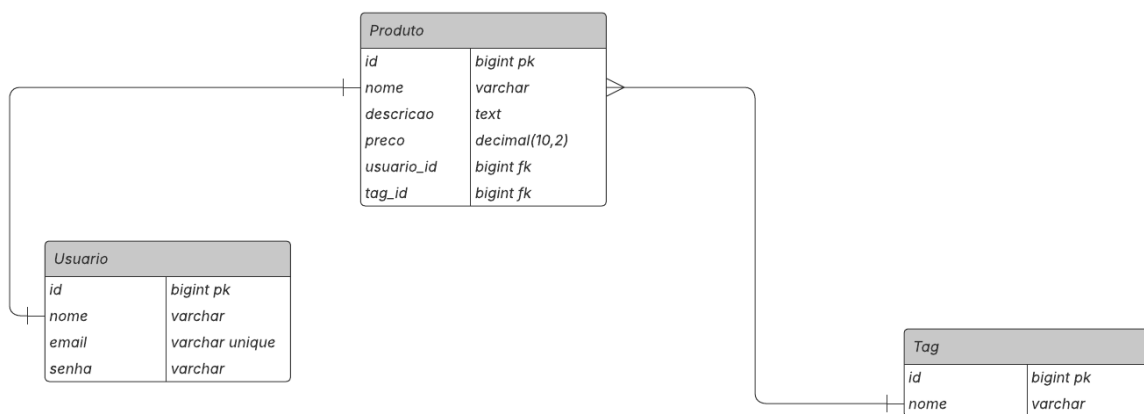 Produto
id bigint pk
nome varchar
descricao text
preco decimal(10,2)
usuario_id bigint fk
tag_id bigint fk
Usuario
id bigint pk
nome varchar
email varchar unique
senha varchar
Tag
id bigint pk
nome varchar